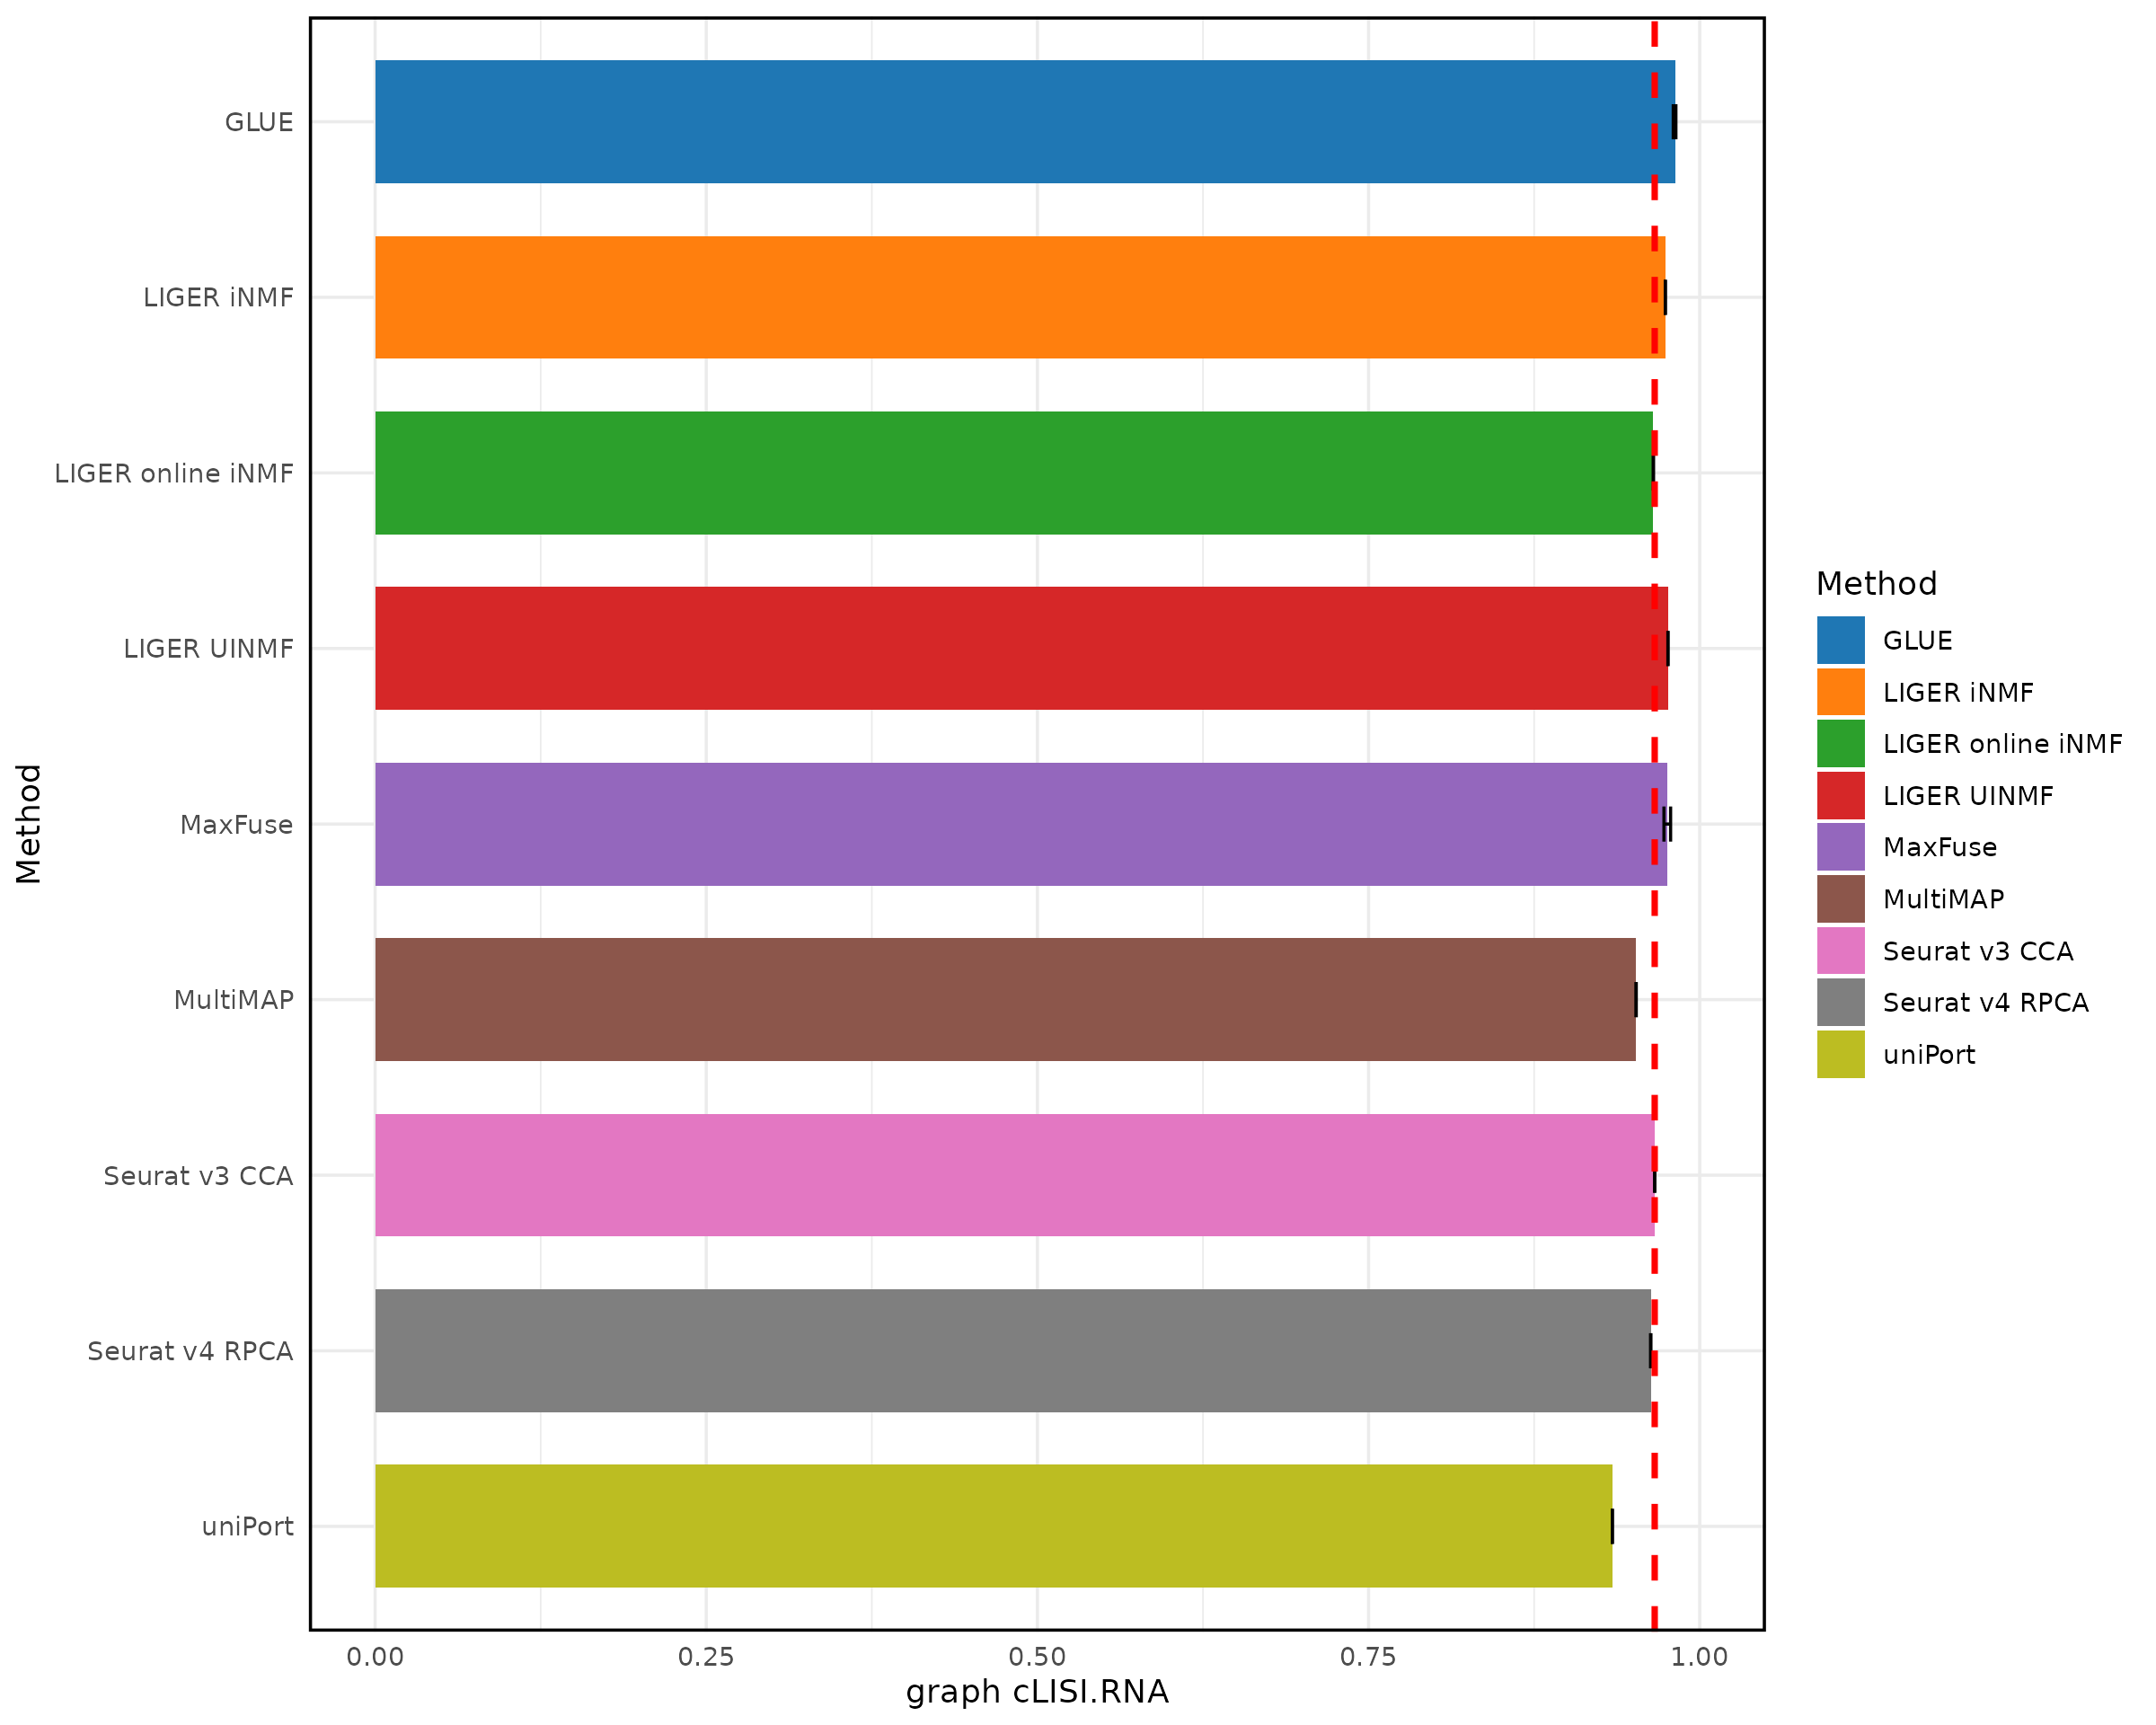 GLUE
LIGER iNMF
LIGER online iNMF
LIGER UINMF
MaxFuse
MultiMAP
Seurat v3 CCA
Seurat v4 RPCA
uniPort
Method
0.00 0.25 0.50 0.75 1.00
graph cLISI.RNA
Method
GLUE
LIGER iNMF
LIGER online iNMF
LIGER UINMF
MaxFuse
MultiMAP
Seurat v3 CCA
Seurat v4 RPCA
uniPort